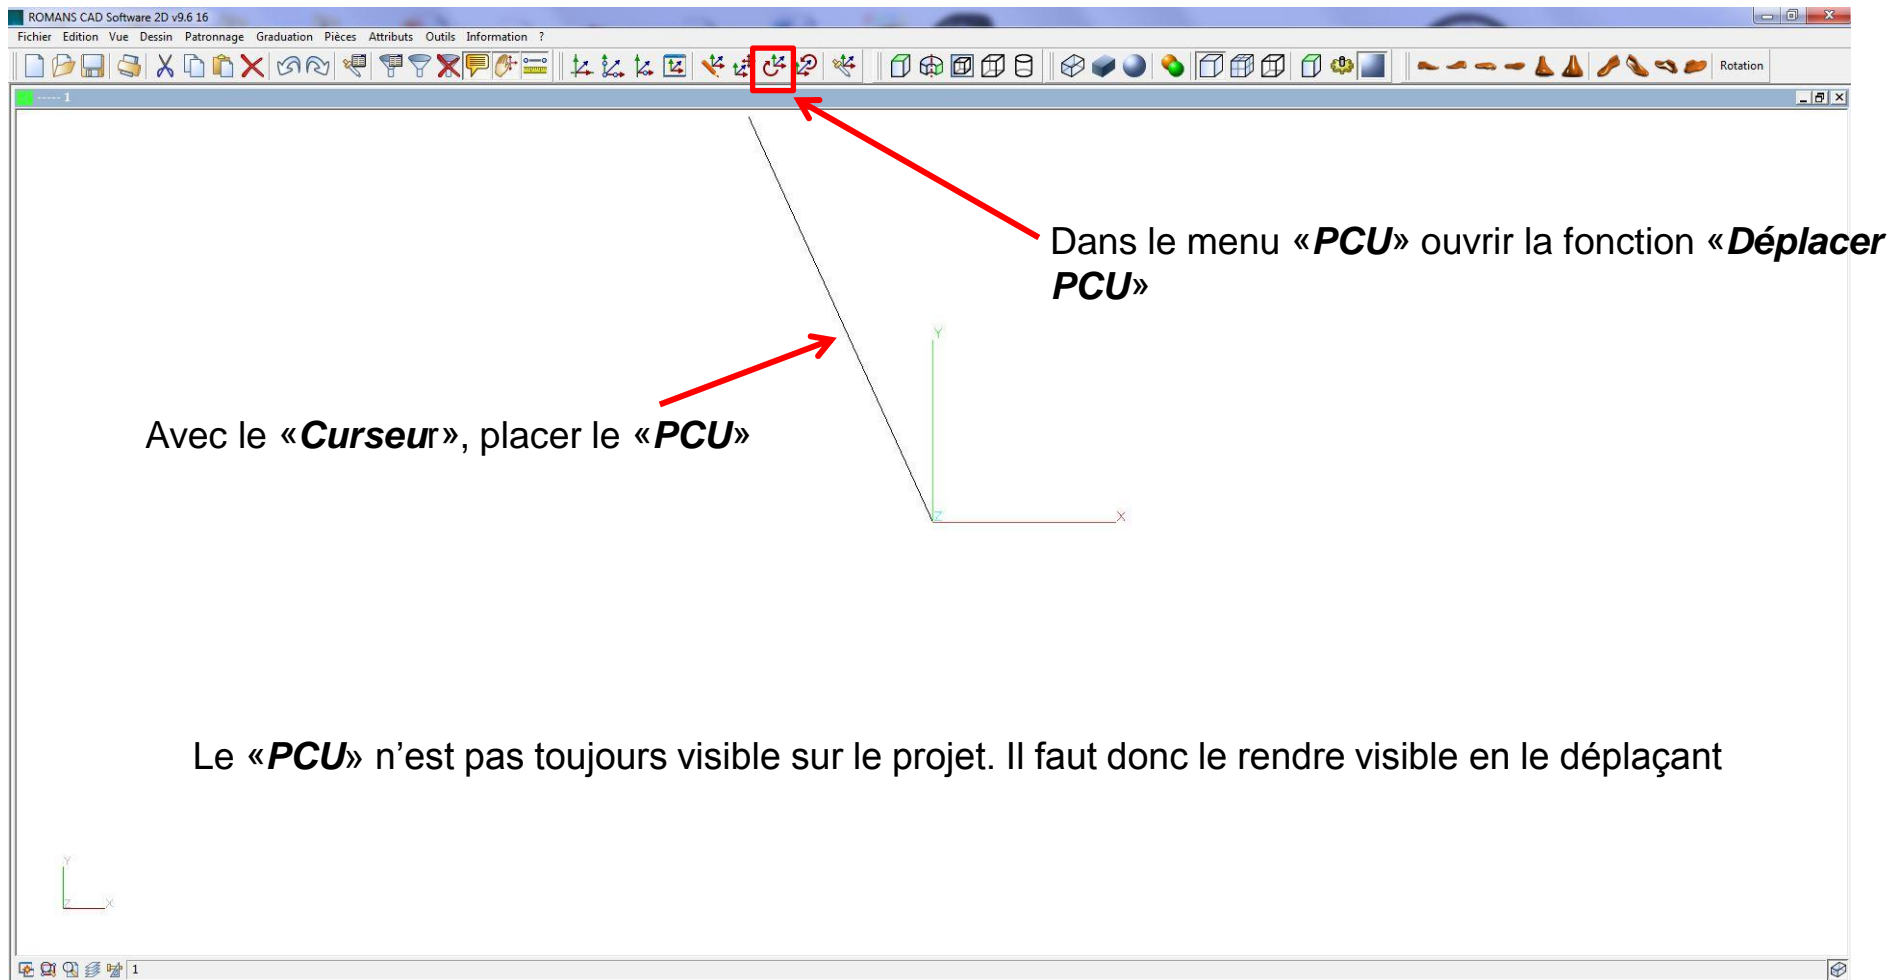 ROMANS CAD Software 2D v9.6 16
Fichier Edition Vue Dessin Patronnage Graduation Pièces Attributs Outils Information ?
Rotation
----- 1
Dans le menu «PCU» ouvrir la fonction «Déplacer
PCU»
Y
Avec le «Curseur», placer le «PCU»
Z X
Le «PCU» n’est pas toujours visible sur le projet. Il faut donc le rendre visible en le déplaçant
Y
Z X
1